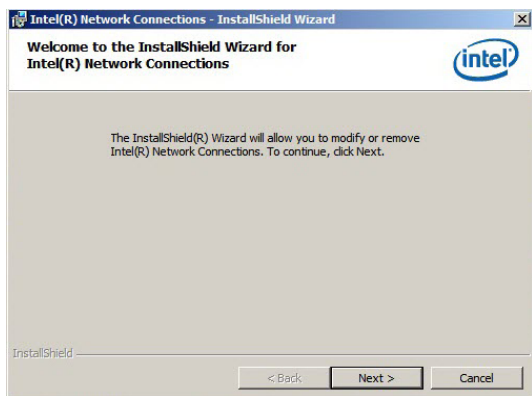 Intel(R) Network Connections - InstallShield Wizard
Welcome to the InstallShield Wizard for
Intel(R) Network Connections
intel
The InstallShield(R) Wizard will allow you to modify or remove
Intel(R) Network Connections. To continue, click Next.
InstallShield
< Back
Next >
Cancel